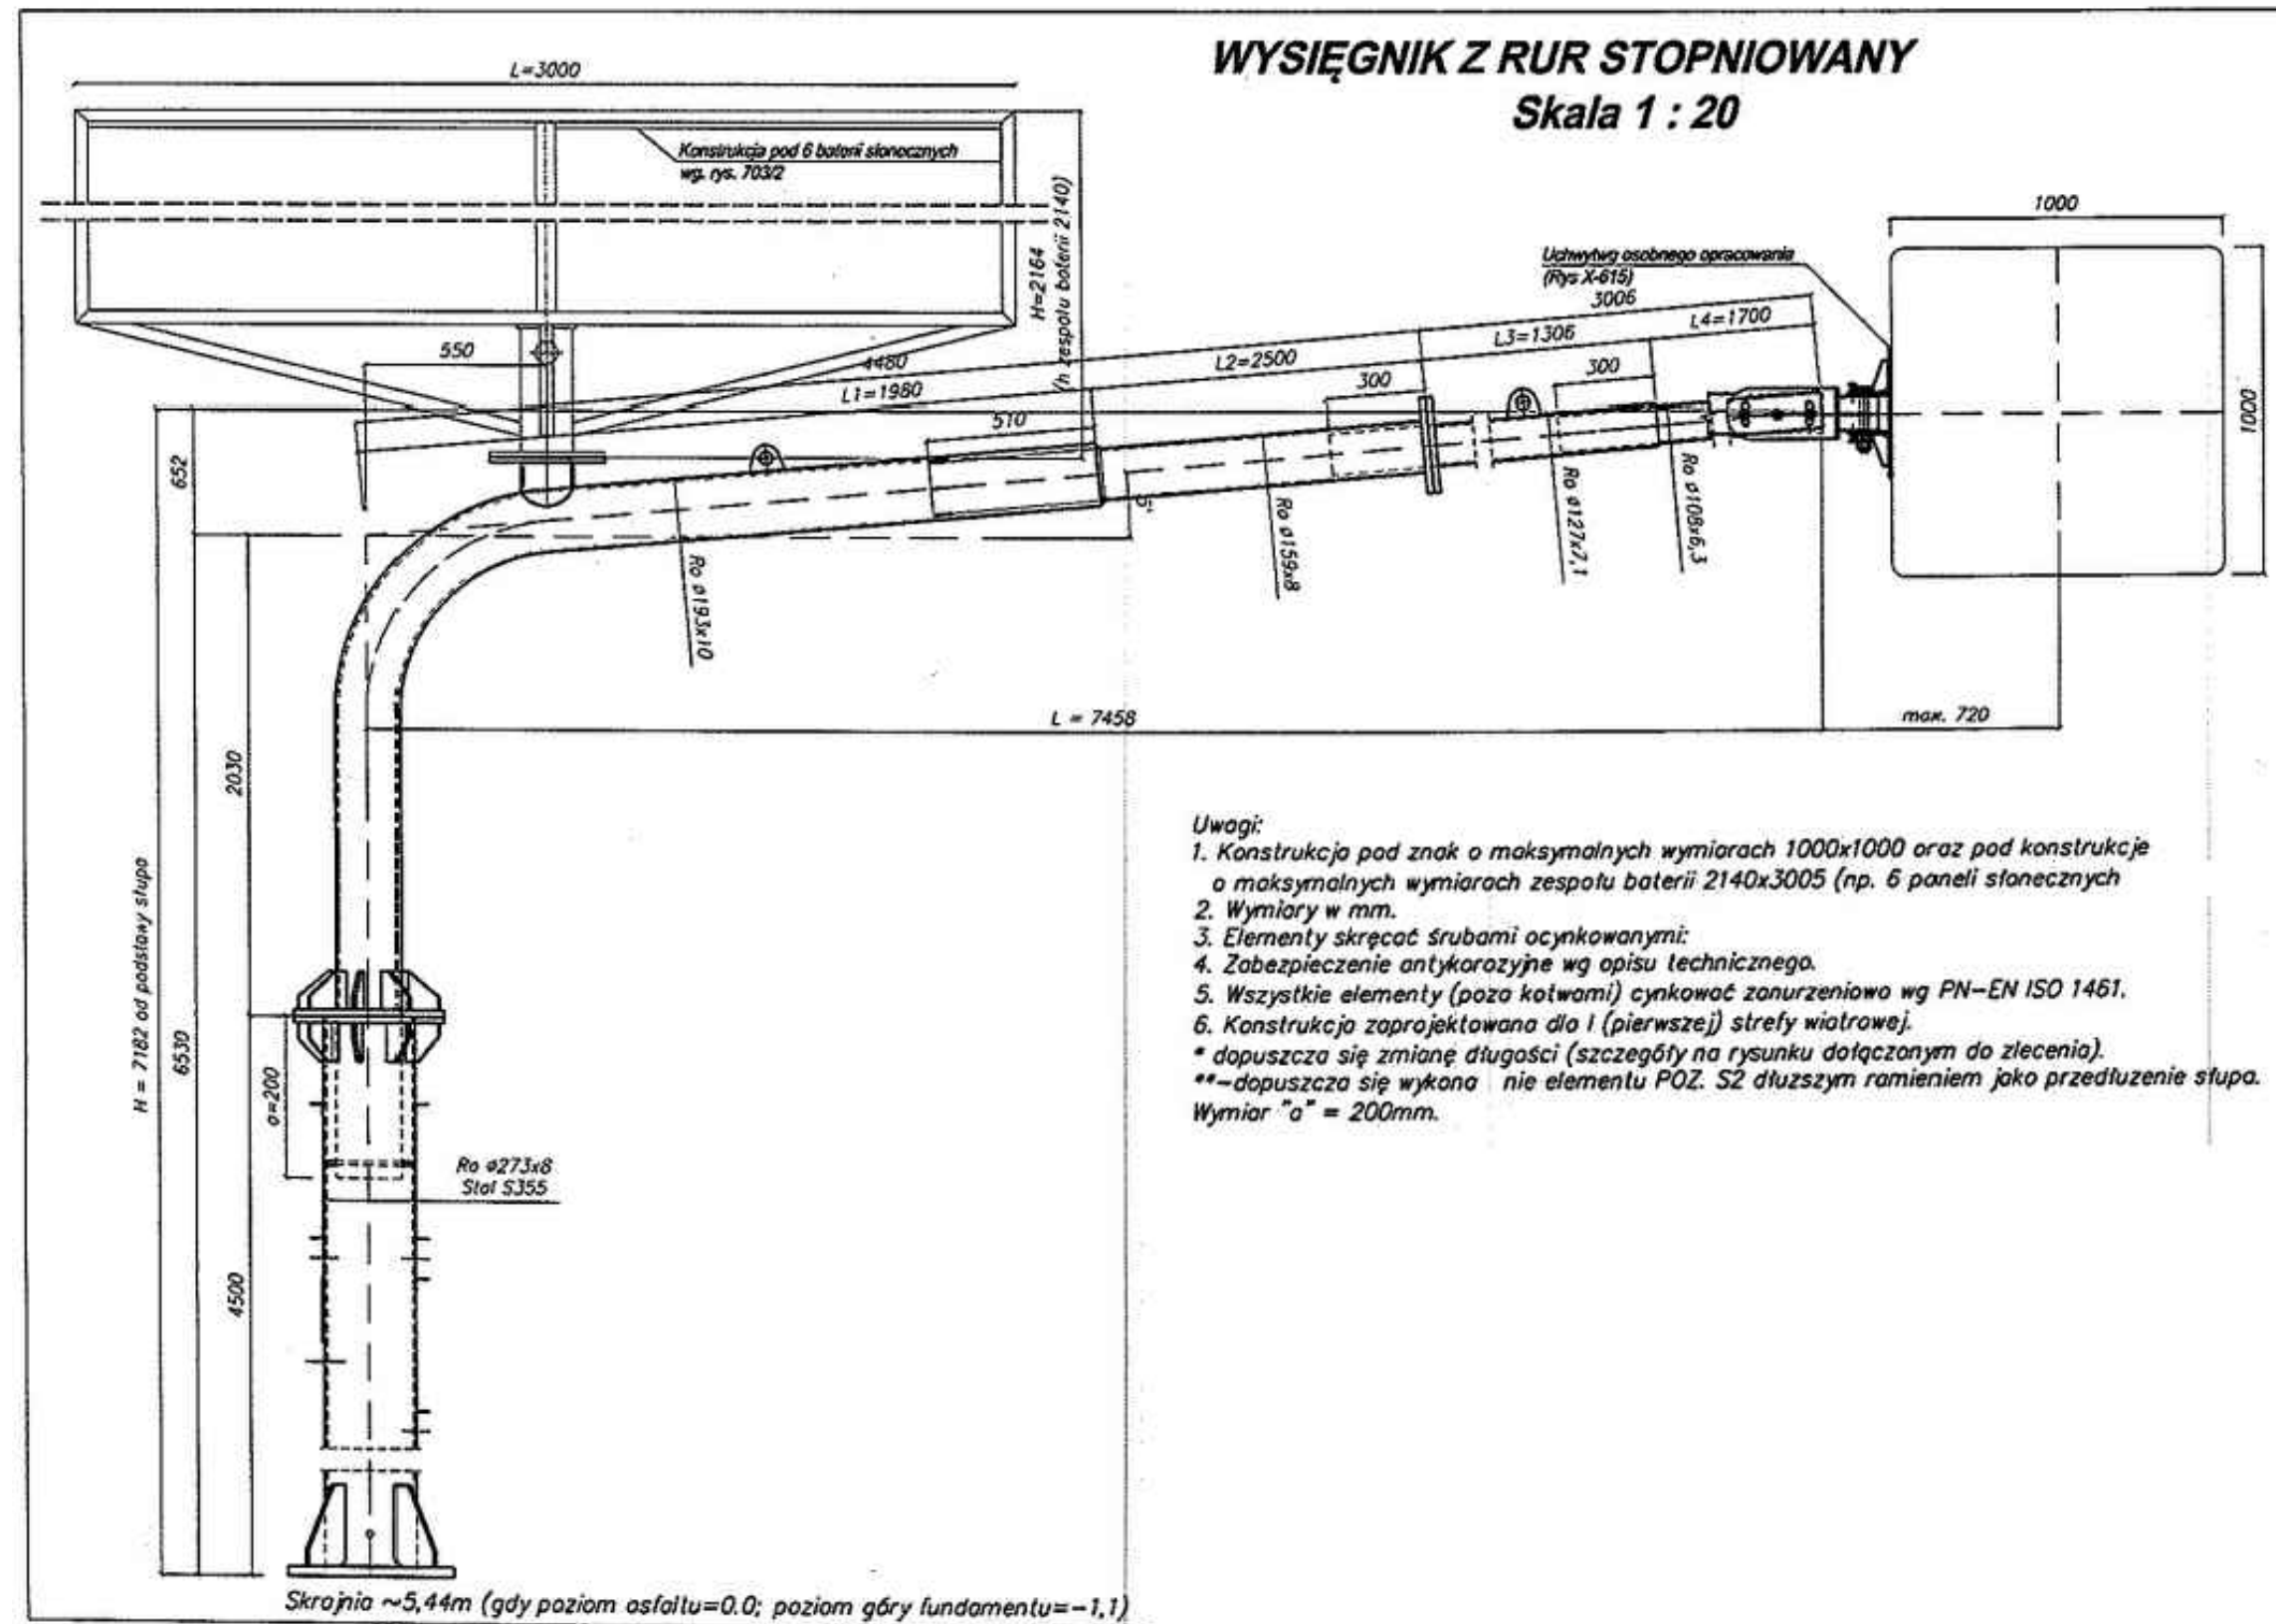 WYSIĘGNIK Z RUR STOPNIOWANY
Skala 1 : 20
L=3000
Konstrukcja pod 6 baterii słonecznych
wg. rys. 703/2
H=2164
(h zespołu baterii 2140)
1000
1000
Uchwytwg osobnego opracowania
(Rys X-615)
3006
L3=1306
L4=1700
550
4480
L2=2500
L1=1980
300
300
510
652
5°
Ro ø193x10
Ro ø159x8
Ro ø127x7,1
Ro ø108x6,3
L = 7458
max. 720
2030
H = 7182 od podstawy słupa
6530
a=200
4500
Ro ø273x8
Stal S355
Uwagi:
1. Konstrukcja pod znak o maksymalnych wymiarach 1000x1000 oraz pod konstrukcje
o maksymalnych wymiarach zespołu baterii 2140x3005 (np. 6 paneli słonecznych
2. Wymiary w mm.
3. Elementy skręcać śrubami ocynkowanymi:
4. Zabezpieczenie antykorozyjne wg opisu technicznego.
5. Wszystkie elementy (poza kotwami) cynkować zanurzeniowo wg PN-EN ISO 1461.
6. Konstrukcja zaprojektowana dla I (pierwszej) strefy wiatrowej.
* dopuszcza się zmianę długości (szczegóły na rysunku dołączonym do zlecenia).
**-dopuszcza się wykona nie elementu POZ. S2 dłuzszym ramieniem jako przedłuzenie słupa.
Wymiar "a" = 200mm.
Skrajnia ~5,44m (gdy poziom asfaltu=0.0; poziom góry fundamentu=-1,1)